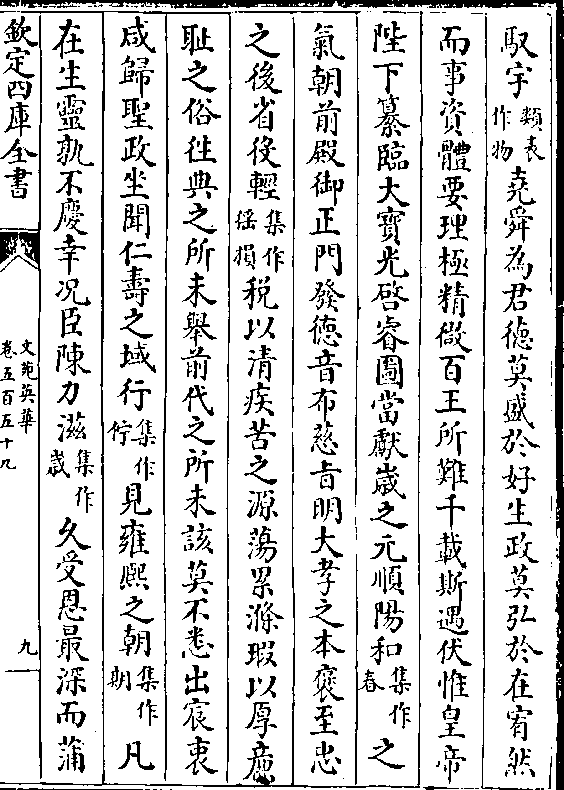 馭宇類表作物堯舜為君德莫盛於好生政莫弘於在宥然
而事資體要理極精微百王所難千載斯遇伏惟皇帝
陛下纂臨大寶光啓睿圖當獻歲之元順陽和集作春之
氣朝前殿御正門發德音布慈旨明大孝之本褒至忠
之後省役輕集作徭損税以清疾苦之源蕩累滌瑕以厚
耻之俗徃典之所未舉前代之所未該莫不悉出宸衷
咸歸聖政坐聞仁壽之域行集作佇見雍熈之朝集作期凡
在生靈孰不慶幸况臣陳力滋集作歲久受恩最深而蒲
欽定四庫全書
文苑英華
卷五百五十九
九